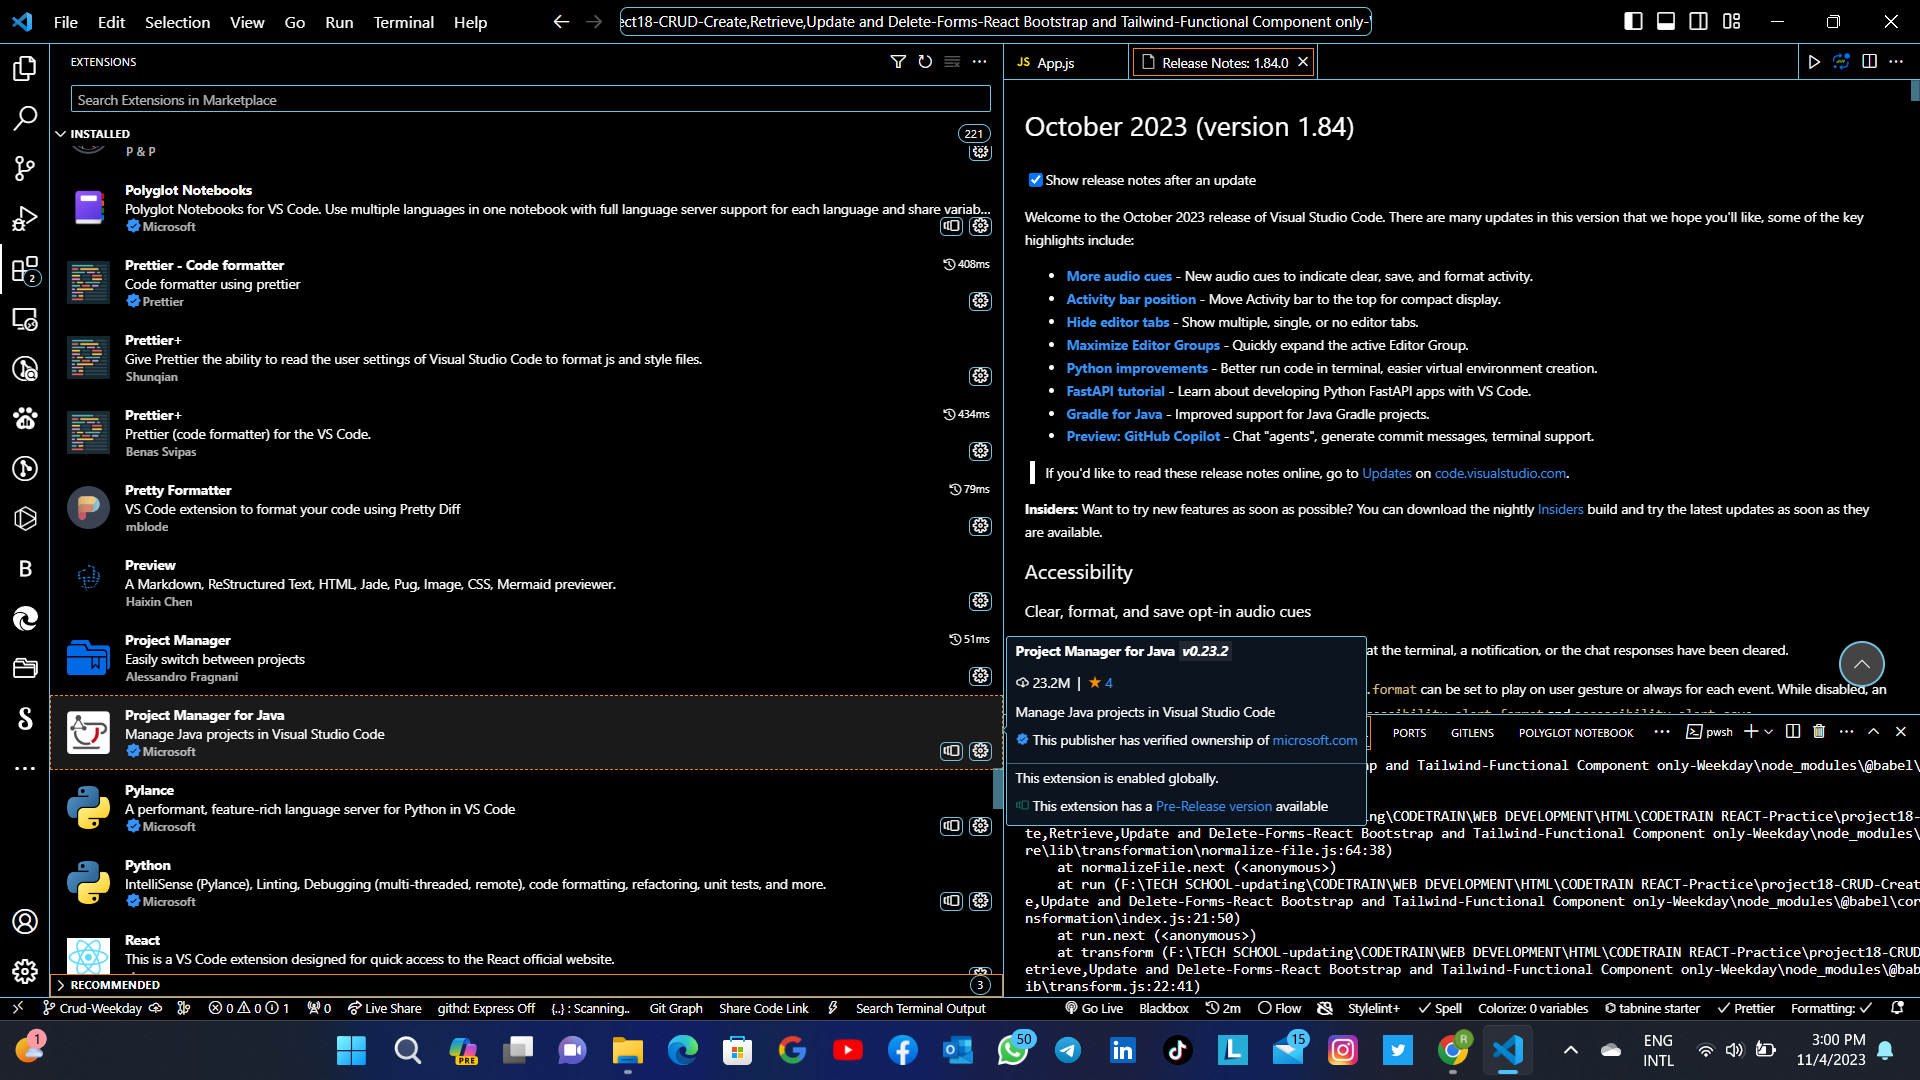 File Edit Selection View Go Run Terminal Help
ect18-CRUD-Create,Retrieve,Update and Delete-Forms-React Bootstrap and Tailwind-Functional Component only-
EXTENSIONS
Search Extensions in Marketplace
INSTALLED
221
P & P
Polyglot Notebooks
Polyglot Notebooks for VS Code. Use multiple languages in one notebook with full language server support for each language and share variab...
Microsoft
Prettier - Code formatter
408ms
Code formatter using prettier
Prettier
Prettier+
Give Prettier the ability to read the user settings of Visual Studio Code to format js and style files.
Shunqian
Prettier+
434ms
Prettier (code formatter) for the VS Code.
Benas Svipas
Pretty Formatter
79ms
VS Code extension to format your code using Pretty Diff
mblode
Preview
A Markdown, ReStructured Text, HTML, Jade, Pug, Image, CSS, Mermaid previewer.
Haixin Chen
Project Manager
51ms
Easily switch between projects
Alessandro Fragnani
Project Manager for Java
Manage Java projects in Visual Studio Code
Microsoft
Pylance
A performant, feature-rich language server for Python in VS Code
Microsoft
Python
IntelliSense (Pylance), Linting, Debugging (multi-threaded, remote), code formatting, refactoring, unit tests, and more.
Microsoft
React
This is a VS Code extension designed for quick access to the React official website.
RECOMMENDED
3
2
B
JS App.js
Release Notes: 1.84.0
October 2023 (version 1.84)
Show release notes after an update
Welcome to the October 2023 release of Visual Studio Code. There are many updates in this version that we hope you'll like, some of the key
highlights include:
• More audio cues - New audio cues to indicate clear, save, and format activity.
• Activity bar position - Move Activity bar to the top for compact display.
• Hide editor tabs - Show multiple, single, or no editor tabs.
• Maximize Editor Groups - Quickly expand the active Editor Group.
• Python improvements - Better run code in terminal, easier virtual environment creation.
• FastAPI tutorial - Learn about developing Python FastAPI apps with VS Code.
• Gradle for Java - Improved support for Java Gradle projects.
• Preview: GitHub Copilot - Chat "agents", generate commit messages, terminal support.
If you'd like to read these release notes online, go to Updates on code.visualstudio.com.
Insiders: Want to try new features as soon as possible? You can download the nightly Insiders build and try the latest updates as soon as they
are available.
Accessibility
Clear, format, and save opt-in audio cues
at the terminal, a notification, or the chat responses have been cleared.
.format can be set to play on user gesture or always for each event. While disabled, an
Project Manager for Java v0.23.2
23.2M | ★ 4
Manage Java projects in Visual Studio Code
This publisher has verified ownership of microsoft.com
This extension is enabled globally.
This extension has a Pre-Release version available
PORTS GITLENS POLYGLOT NOTEBOOK ··· pwsh
p and Tailwind-Functional Component only-Weekday\node_modules\@babel\
ng\CODETRAIN\WEB DEVELOPMENT\HTML\CODETRAIN REACT-Practice\project18-
te,Retrieve,Update and Delete-Forms-React Bootstrap and Tailwind-Functional Component only-Weekday\node_modules\
re\lib\transformation\normalize-file.js:64:38)
at normalizeFile.next (<anonymous>)
at run (F:\TECH SCHOOL-updating\CODETRAIN\WEB DEVELOPMENT\HTML\CODETRAIN REACT-Practice\project18-CRUD-Creat
e,Update and Delete-Forms-React Bootstrap and Tailwind-Functional Component only-Weekday\node_modules\@babel\cor
nsformation\index.js:21:50)
at run.next (<anonymous>)
at transform (F:\TECH SCHOOL-updating\CODETRAIN\WEB DEVELOPMENT\HTML\CODETRAIN REACT-Practice\project18-CRUD
etrieve,Update and Delete-Forms-React Bootstrap and Tailwind-Functional Component only-Weekday\node_modules\@bab
ib\transform.js:22:41)
Crud-Weekday 0 0 1 0 Live Share githd: Express Off {..} : Scanning.. Git Graph Share Code Link Search Terminal Output Go Live Blackbox 2m Flow Stylelint+ Spell Colorize: 0 variables tabnine starter Prettier Formatting:
1
PRE
50
L
15
R
ENG
INTL
3:00 PM
11/4/2023